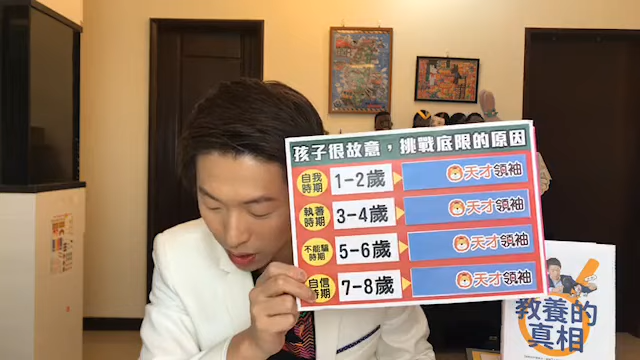 孩子很故意，挑戰底限的原因
自我時期 1-2歲 天才領袖
執著時期 3-4歲 天才領袖
不能騙時期 5-6歲 天才領袖
自信時期 7-8歲 天才領袖
教養的
真相